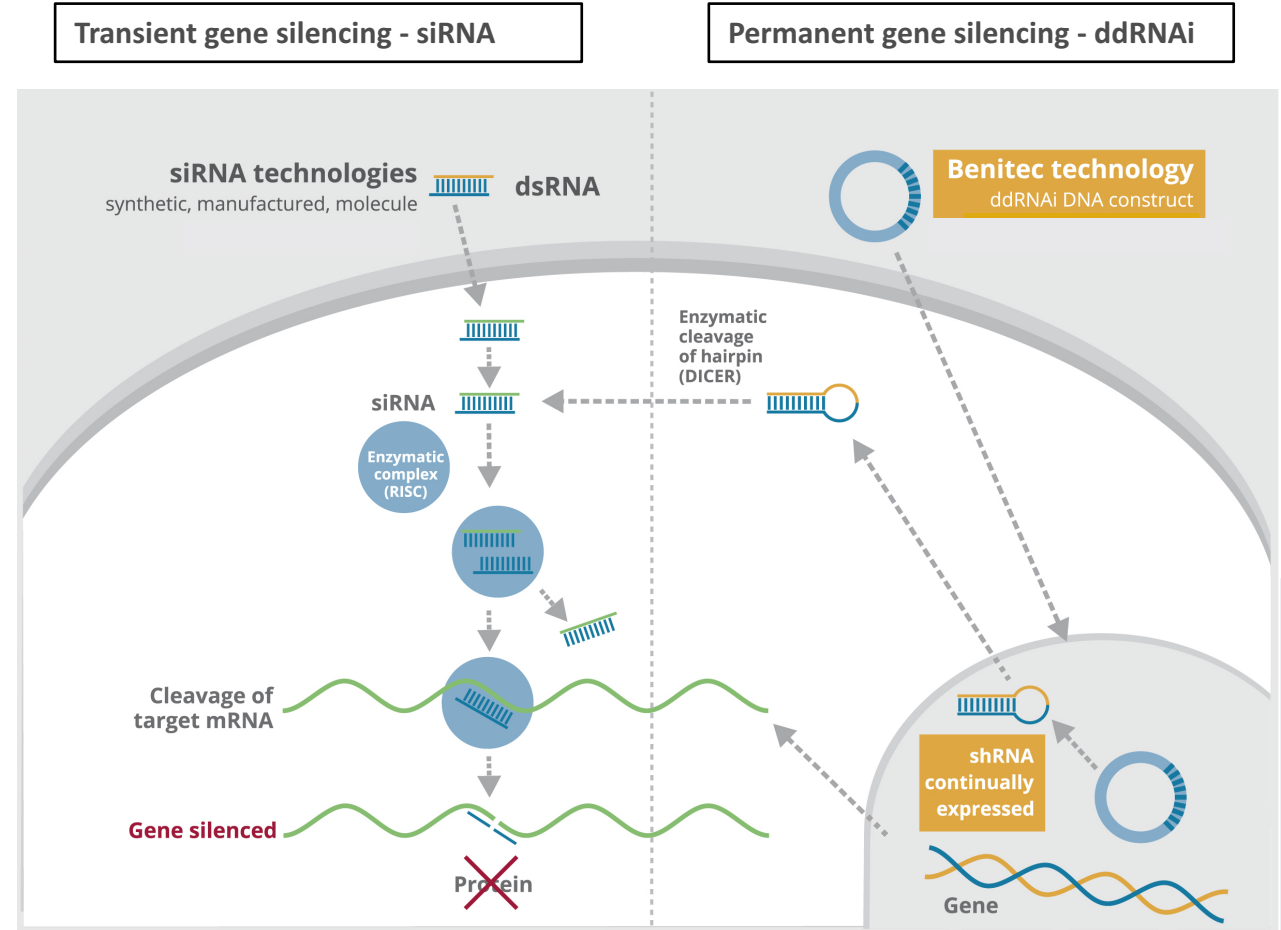 Transient gene silencing - siRNA
Permanent gene silencing - ddRNAi
siRNA technologies
synthetic, manufactured, molecule
dsRNA
Benitec technology
ddRNAi DNA construct
Enzymatic
cleavage
of hairpin
(DICER)
siRNA
Enzymatic
complex
(RISC)
Cleavage of
target mRNA
shRNA
continually
expressed
Gene silenced
Protein
Gene